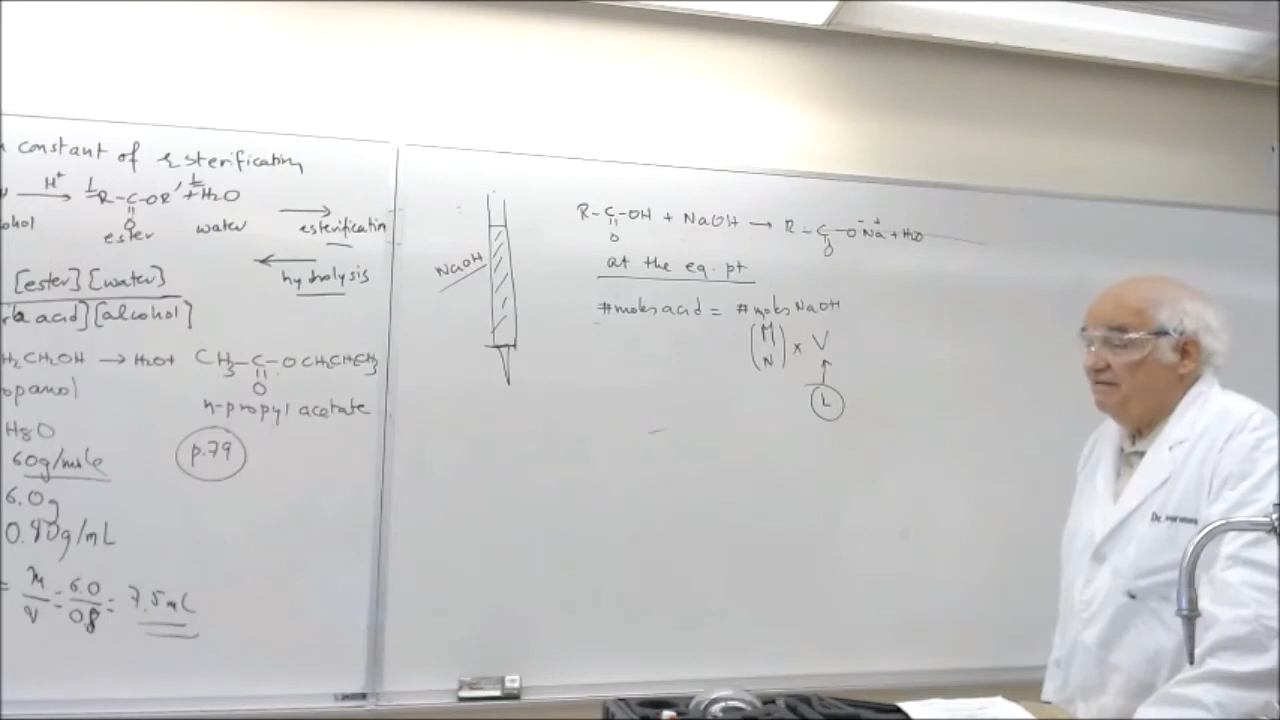 constant of esterification
H+
R-C-OR' + H2O
O
ohol
ester
water
esterification
hydrolysis
[ester][water]
acid][alcohol]
H2CH2OH → H2O+ CH3-C-OCH2CH2CH3
O
opanol
n-propyl acetate
H8O
60g/mole
p.79
6.0g
0.80g/mL
= m/V = 6.0/0.8 = 7.5mL
NaOH
R-C-OH + NaOH → R-C-O⁻Na⁺ + H2O
O
O
at the eq. pt
#moles acid = #moles NaOH
(M N) × V
L
Dr.